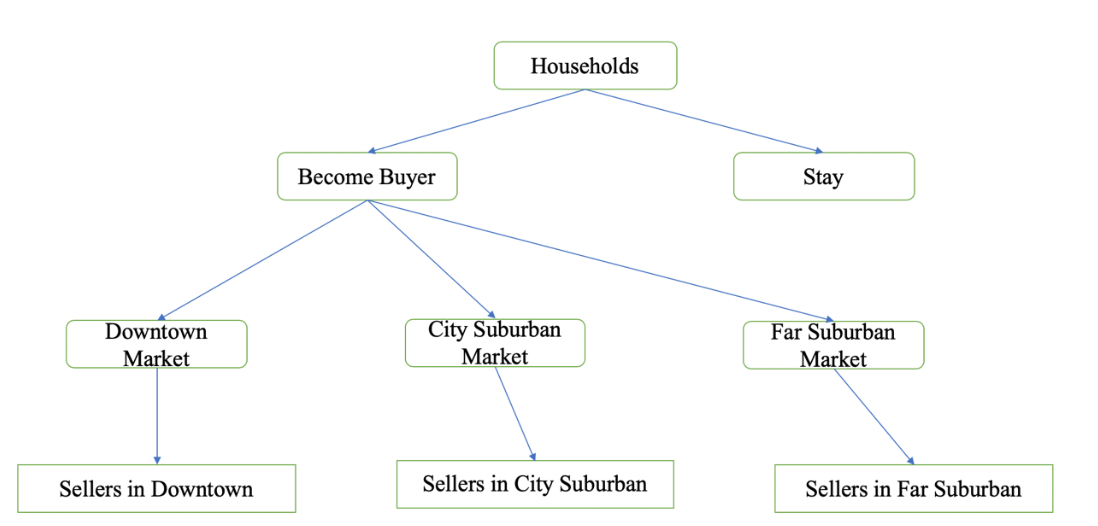 Households
Become Buyer
Stay
Downtown
Market
City Suburban
Market
Far Suburban
Market
Sellers in Downtown
Sellers in City Suburban
Sellers in Far Suburban